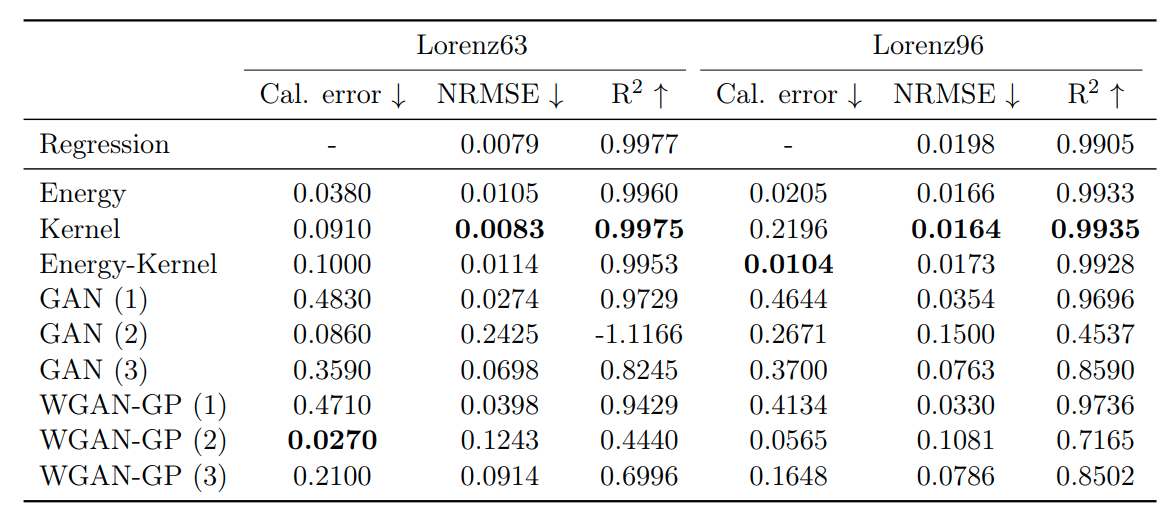 Lorenz63 Lorenz96
Cal. error ↓ NRMSE ↓ R² ↑ Cal. error ↓ NRMSE ↓ R² ↑
Regression - 0.0079 0.9977 - 0.0198 0.9905
Energy 0.0380 0.0105 0.9960 0.0205 0.0166 0.9933
Kernel 0.0910 0.0083 0.9975 0.2196 0.0164 0.9935
Energy-Kernel 0.1000 0.0114 0.9953 0.0104 0.0173 0.9928
GAN (1) 0.4830 0.0274 0.9729 0.4644 0.0354 0.9696
GAN (2) 0.0860 0.2425 -1.1166 0.2671 0.1500 0.4537
GAN (3) 0.3590 0.0698 0.8245 0.3700 0.0763 0.8590
WGAN-GP (1) 0.4710 0.0398 0.9429 0.4134 0.0330 0.9736
WGAN-GP (2) 0.0270 0.1243 0.4440 0.0565 0.1081 0.7165
WGAN-GP (3) 0.2100 0.0914 0.6996 0.1648 0.0786 0.8502